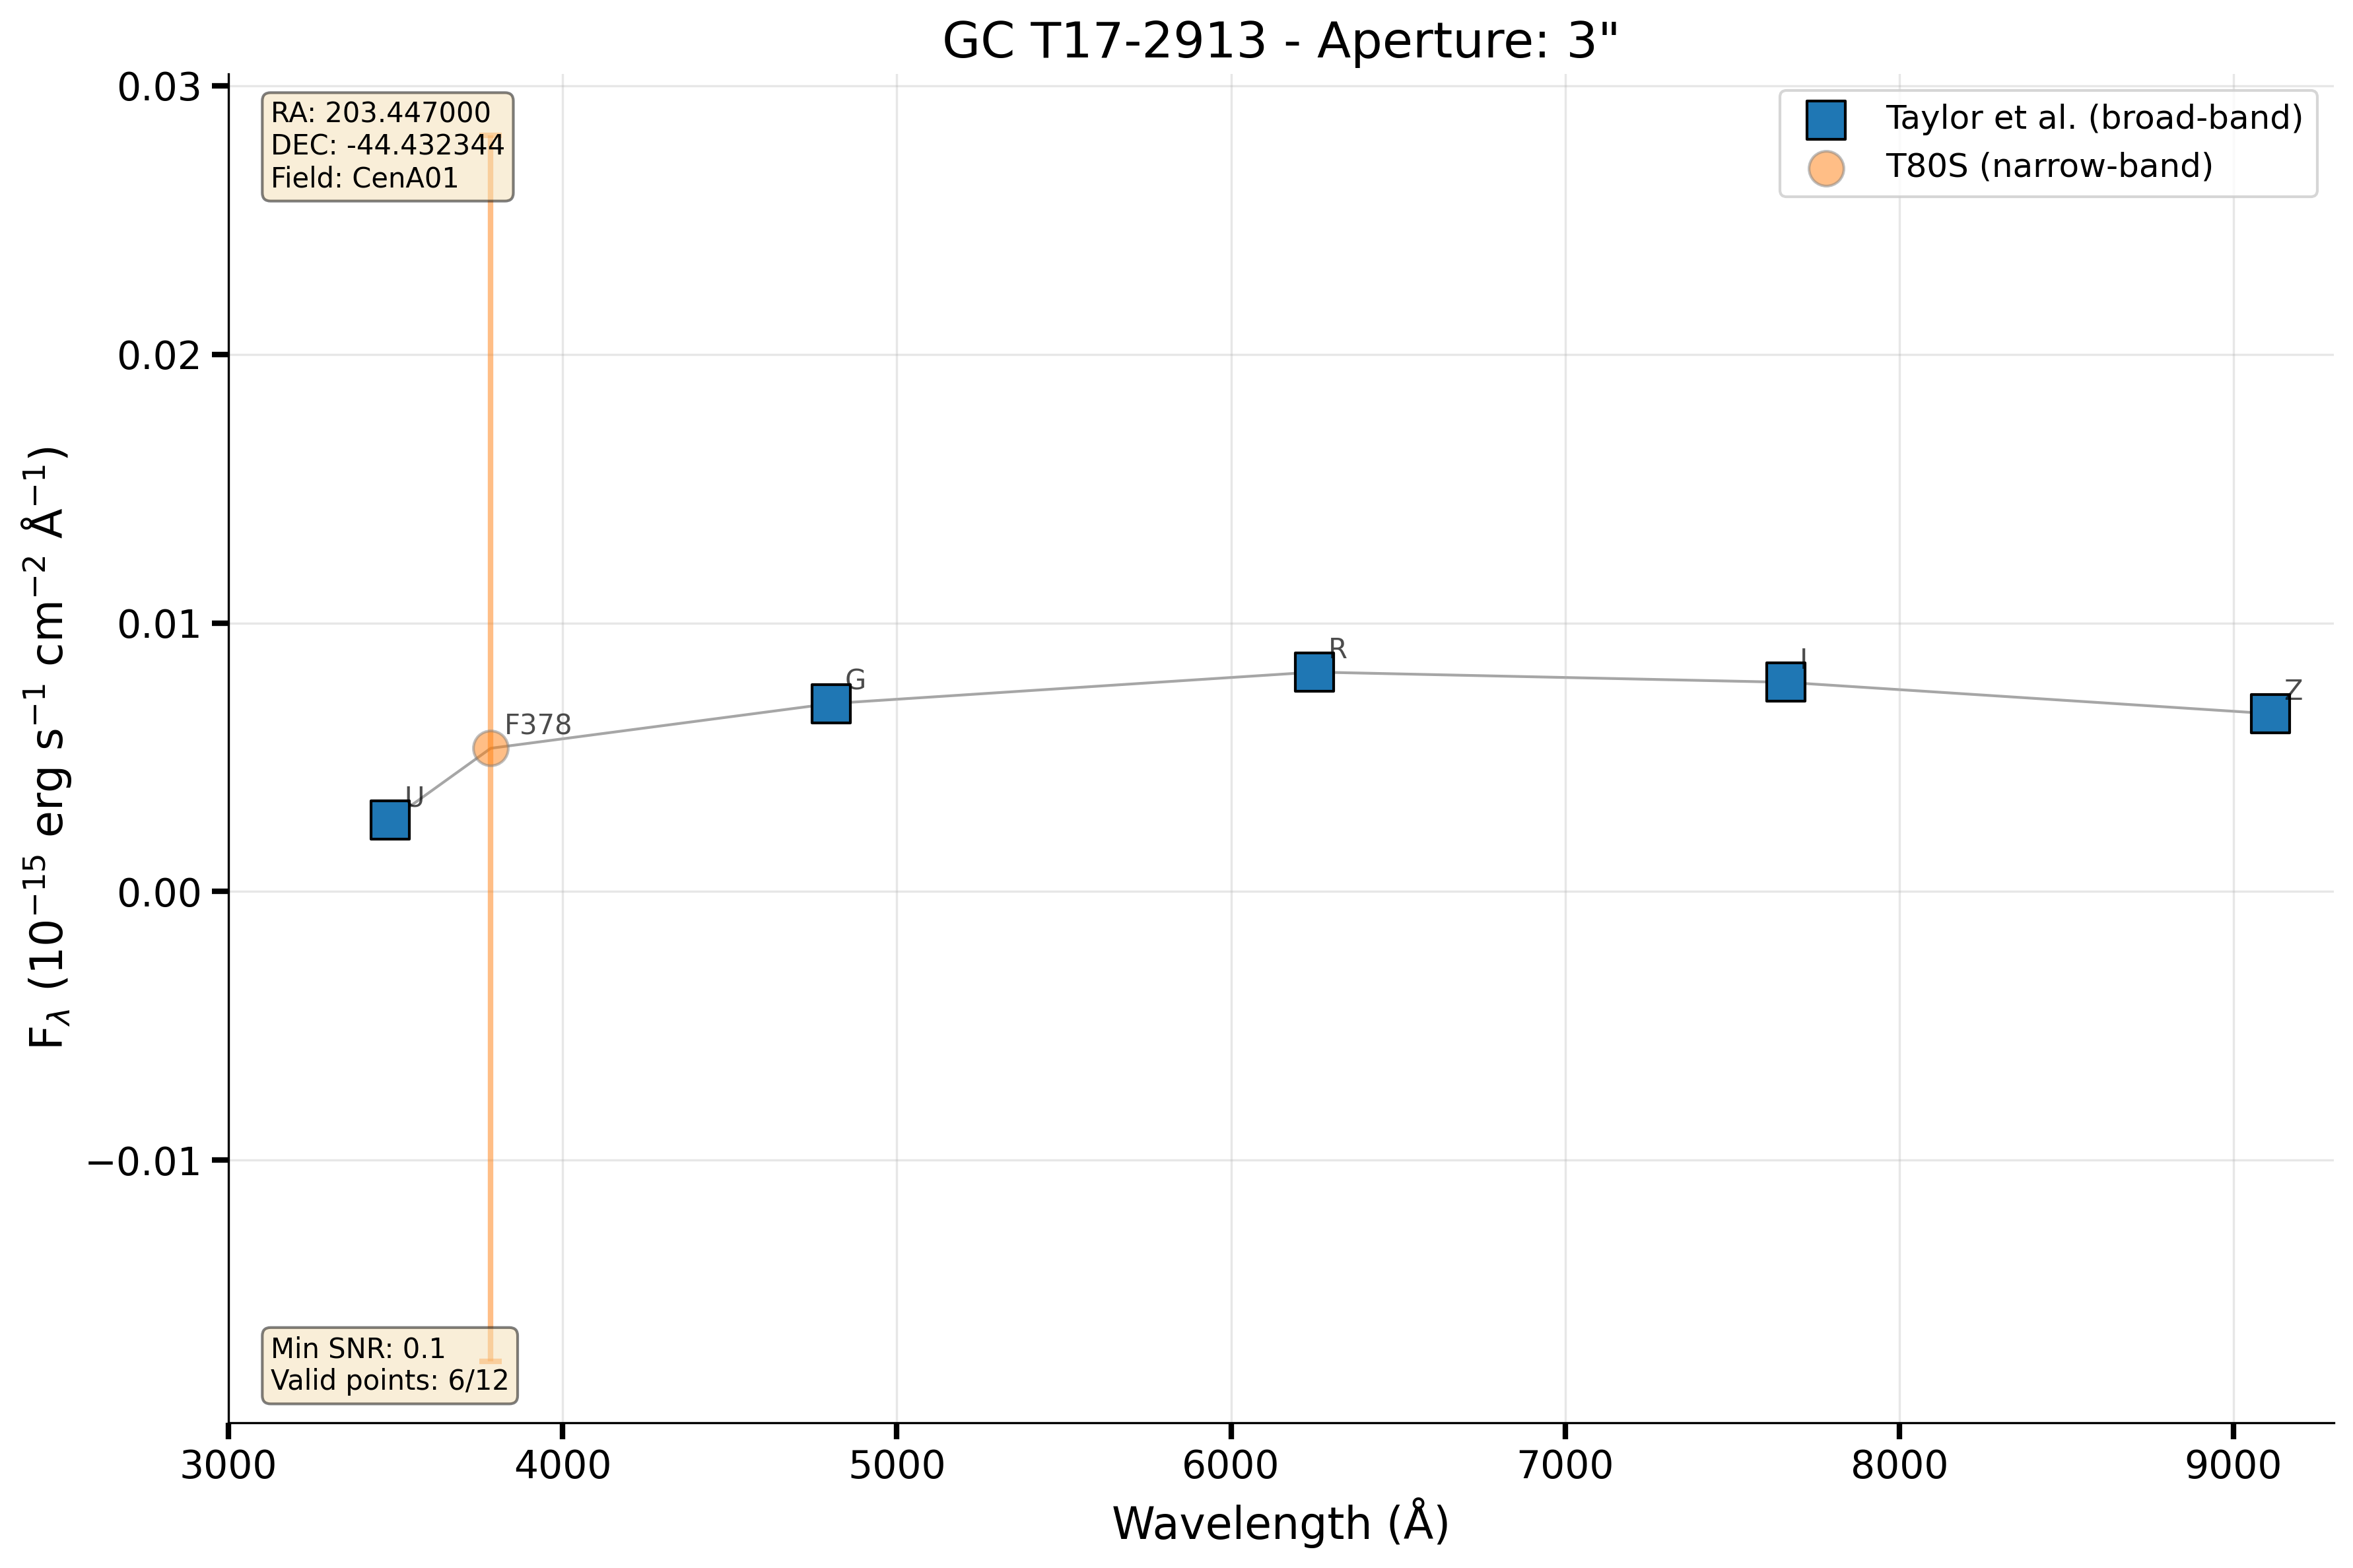 GC T17-2913 - Aperture: 3"
RA: 203.447000
DEC: -44.432344
Field: CenA01
Taylor et al. (broad-band)
T80S (narrow-band)
0.03
0.02
0.01
0.00
−0.01
F_λ (10⁻¹⁵ erg s⁻¹ cm⁻² Å⁻¹)
U
F378
G
R
I
Z
Min SNR: 0.1
Valid points: 6/12
3000 4000 5000 6000 7000 8000 9000
Wavelength (Å)